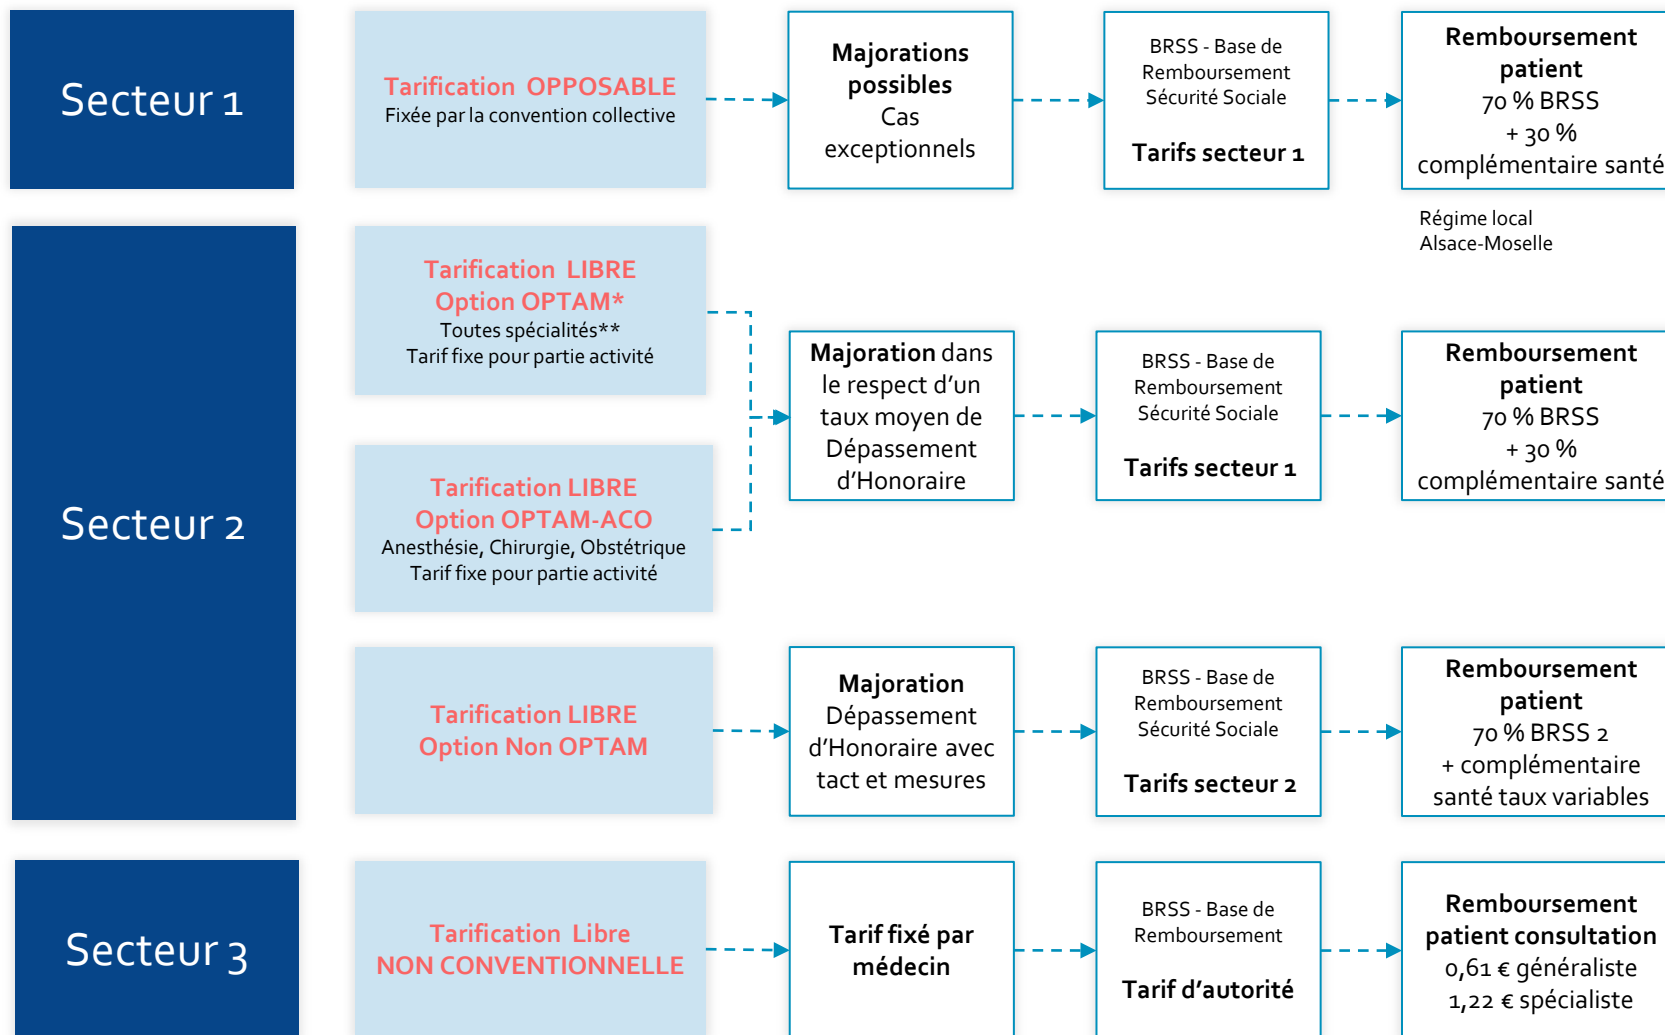 Secteur 1
Tarification OPPOSABLE
Fixée par la convention collective
Majorations
possibles
Cas
exceptionnels
BRSS - Base de
Remboursement
Sécurité Sociale
Tarifs secteur 1
Remboursement
patient
70 % BRSS
+ 30 %
complémentaire santé
Régime local
Alsace-Moselle
Secteur 2
Tarification LIBRE
Option OPTAM*
Toutes spécialités**
Tarif fixe pour partie activité
Tarification LIBRE
Option OPTAM-ACO
Anesthésie, Chirurgie, Obstétrique
Tarif fixe pour partie activité
Majoration dans
le respect d'un
taux moyen de
Dépassement
d'Honoraire
BRSS - Base de
Remboursement
Sécurité Sociale
Tarifs secteur 1
Remboursement
patient
70 % BRSS
+ 30 %
complémentaire santé
Tarification LIBRE
Option Non OPTAM
Majoration
Dépassement
d'Honoraire avec
tact et mesures
BRSS - Base de
Remboursement
Sécurité Sociale
Tarifs secteur 2
Remboursement
patient
70 % BRSS 2
+ complémentaire
santé taux variables
Secteur 3
Tarification Libre
NON CONVENTIONNELLE
Tarif fixé par
médecin
BRSS - Base de
Remboursement
Tarif d'autorité
Remboursement
patient consultation
0,61 € généraliste
1,22 € spécialiste